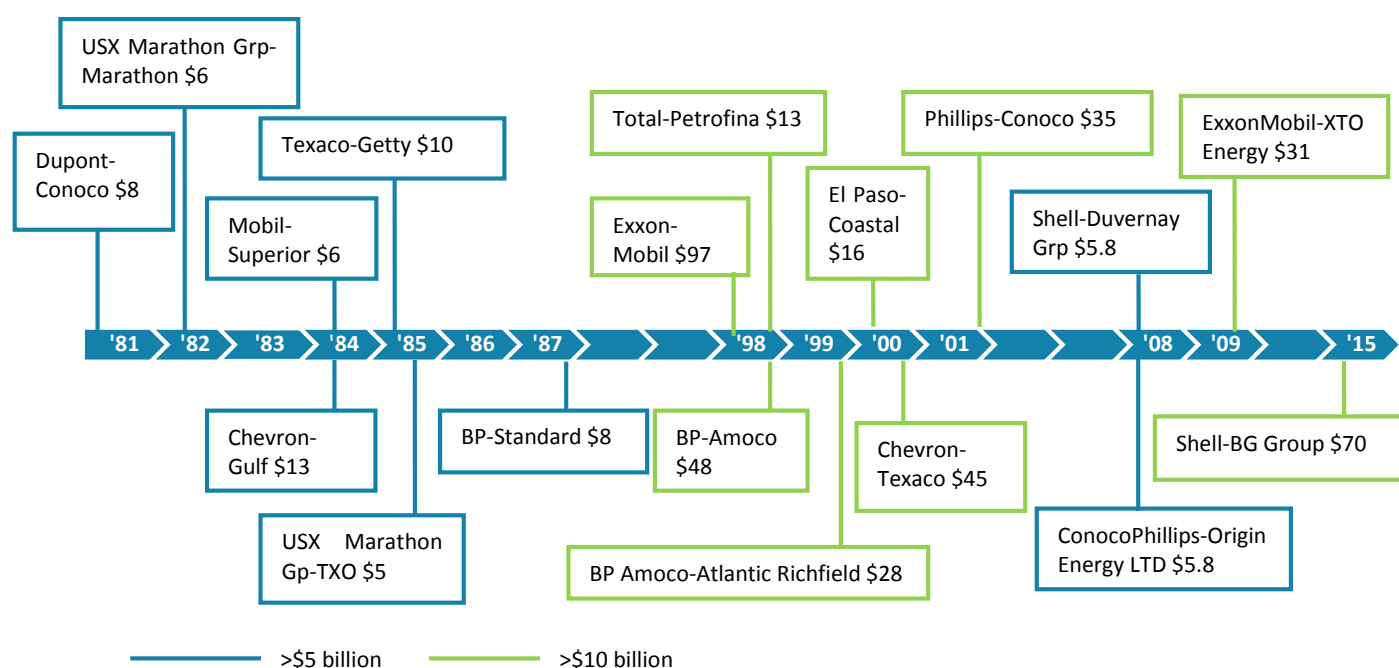 USX Marathon Grp-
Marathon $6
Dupont-
Conoco $8
Texaco-Getty $10
Mobil-
Superior $6
Total-Petrofina $13
Exxon-
Mobil $97
El Paso-
Coastal
$16
Phillips-Conoco $35
Shell-Duvernay
Grp $5.8
ExxonMobil-XTO
Energy $31
'81 '82 '83 '84 '85 '86 '87 '98 '99 '00 '01 '08 '09 '15
Chevron-
Gulf $13
USX Marathon
Gp-TXO $5
BP-Standard $8
BP-Amoco
$48
BP Amoco-Atlantic Richfield $28
Chevron-
Texaco $45
ConocoPhillips-Origin
Energy LTD $5.8
Shell-BG Group $70
>$5 billion
>$10 billion